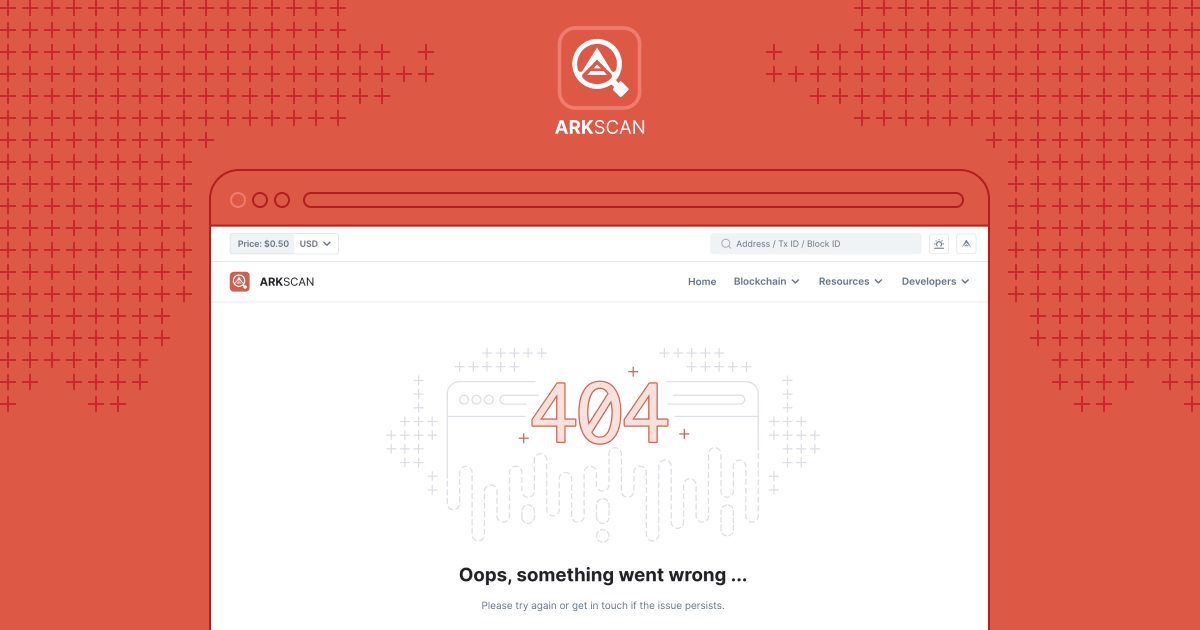 ARKSCAN
Price: $0.50 USD
Address / Tx ID / Block ID
ARKSCAN
Home Blockchain Resources Developers
404
Oops, something went wrong ...
Please try again or get in touch if the issue persists.